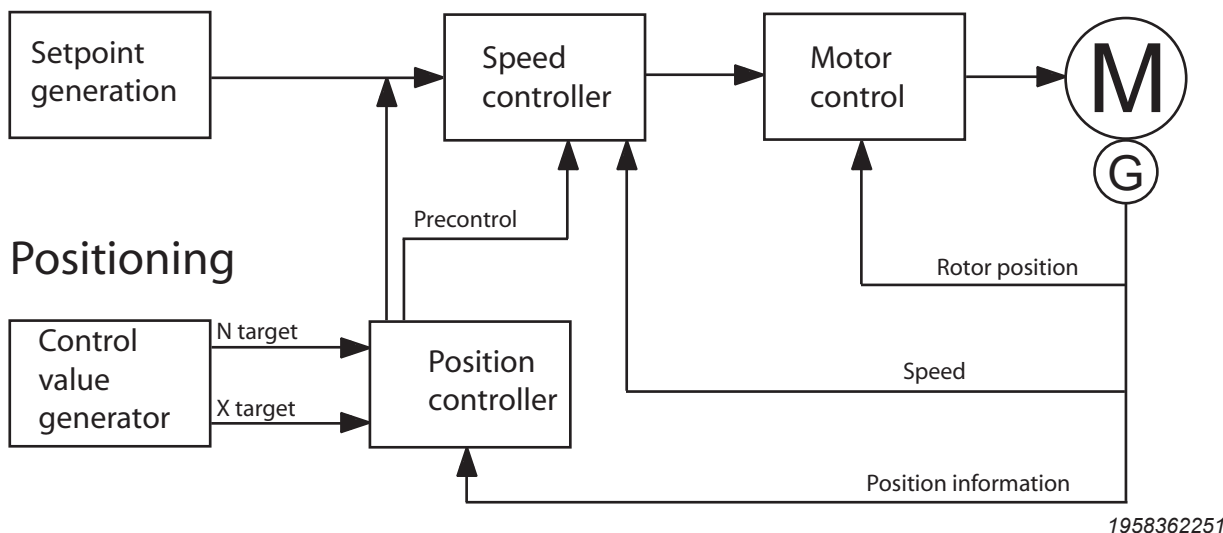 Setpoint
generation
Speed
controller
Motor
control
M
G
Precontrol
Positioning
Rotor position
Control
value
generator
N target
X target
Position
controller
Speed
Position information
1958362251